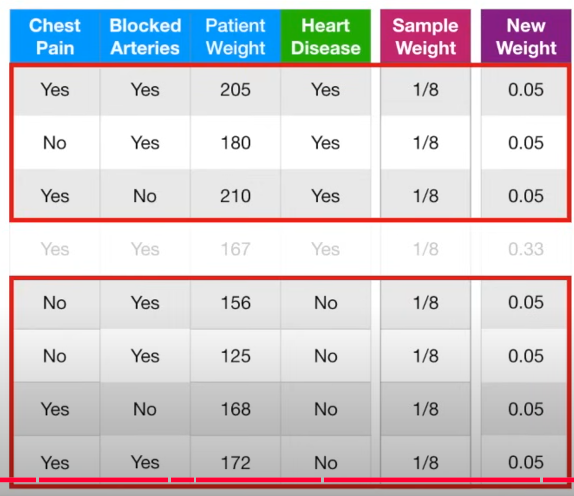 Chest Pain Blocked Arteries Patient Weight Heart Disease Sample Weight New Weight
Yes Yes 205 Yes 1/8 0.05
No Yes 180 Yes 1/8 0.05
Yes No 210 Yes 1/8 0.05
Yes Yes 167 Yes 1/8 0.33
No Yes 156 No 1/8 0.05
No Yes 125 No 1/8 0.05
Yes No 168 No 1/8 0.05
Yes Yes 172 No 1/8 0.05